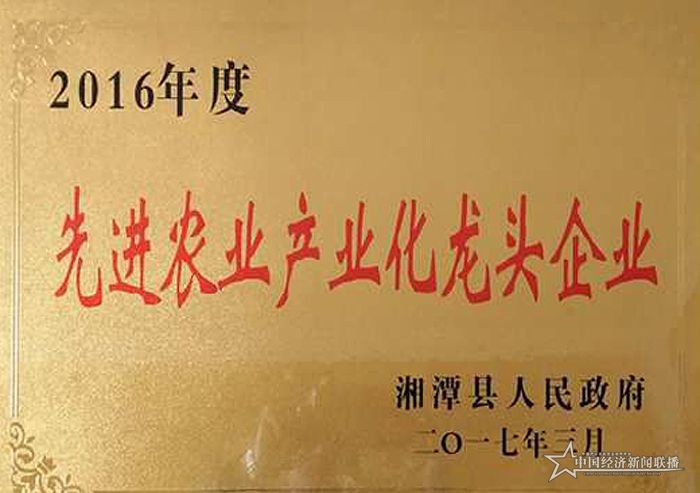 2016年度
先进农业产业化龙头企业
湘潭县人民政府
二〇一七年三月
中国经济新闻联播